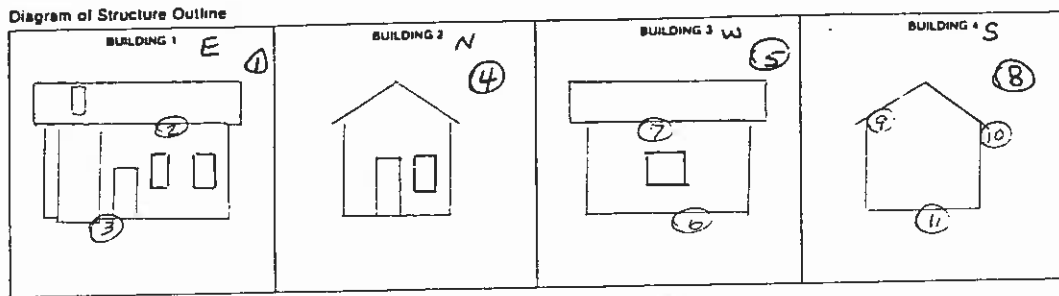 Diagram of Structure Outline
BUILDING 1 E
1
2
3
BUILDING 2 N
4
BUILDING 3 W
5
7
6
BUILDING 4 S
8
9
10
11